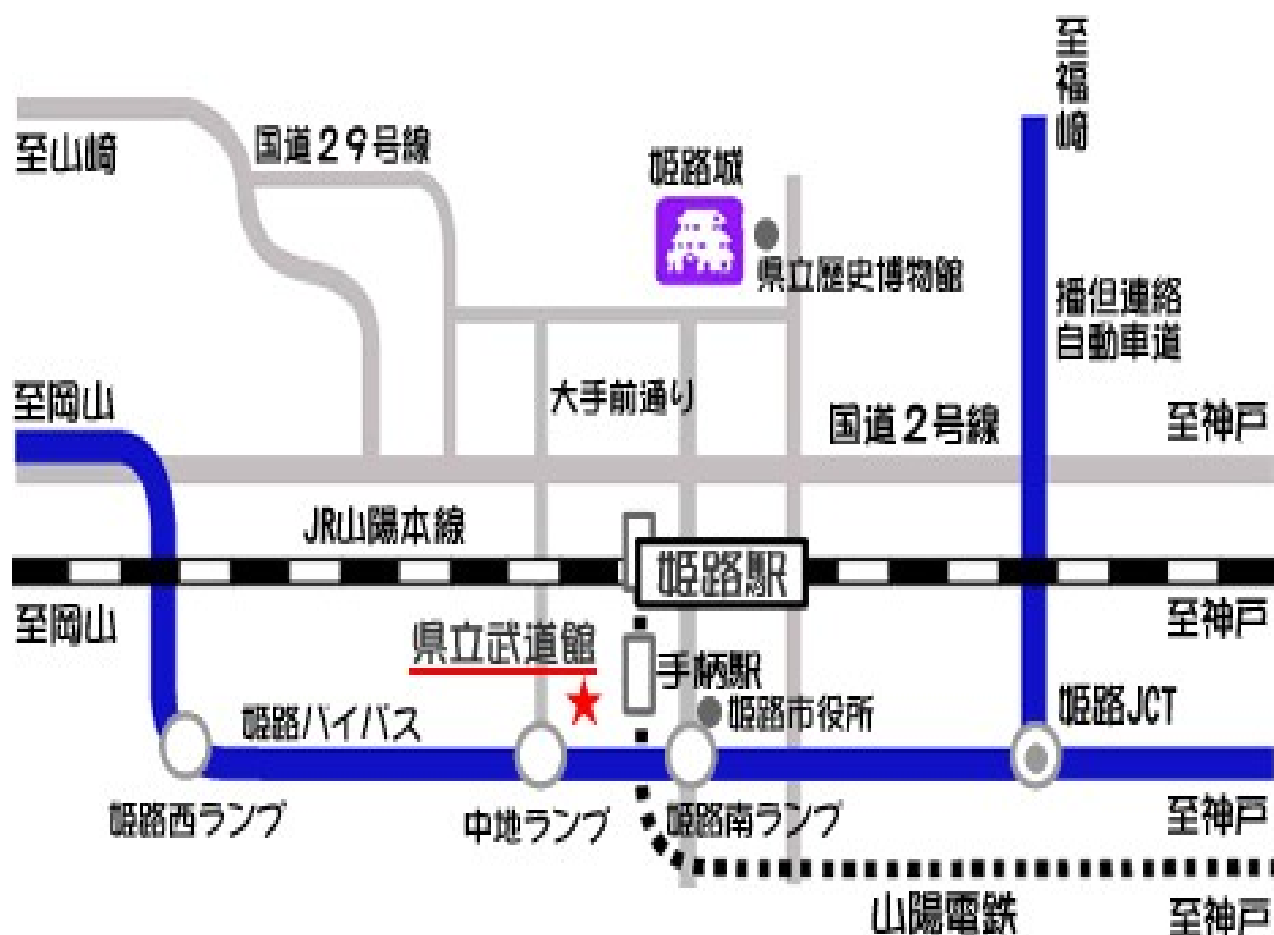 至福崎
至山崎
国道29号線
姫路城
県立歴史博物館
播但連絡
自動車道
至岡山
大手前通り
国道2号線
至神戸
JR山陽本線
姫路駅
至岡山
至神戸
県立武道館
手柄駅
姫路市役所
姫路JCT
姫路バイパス
姫路西ランプ
中地ランプ
姫路南ランプ
至神戸
山陽電鉄
至神戸